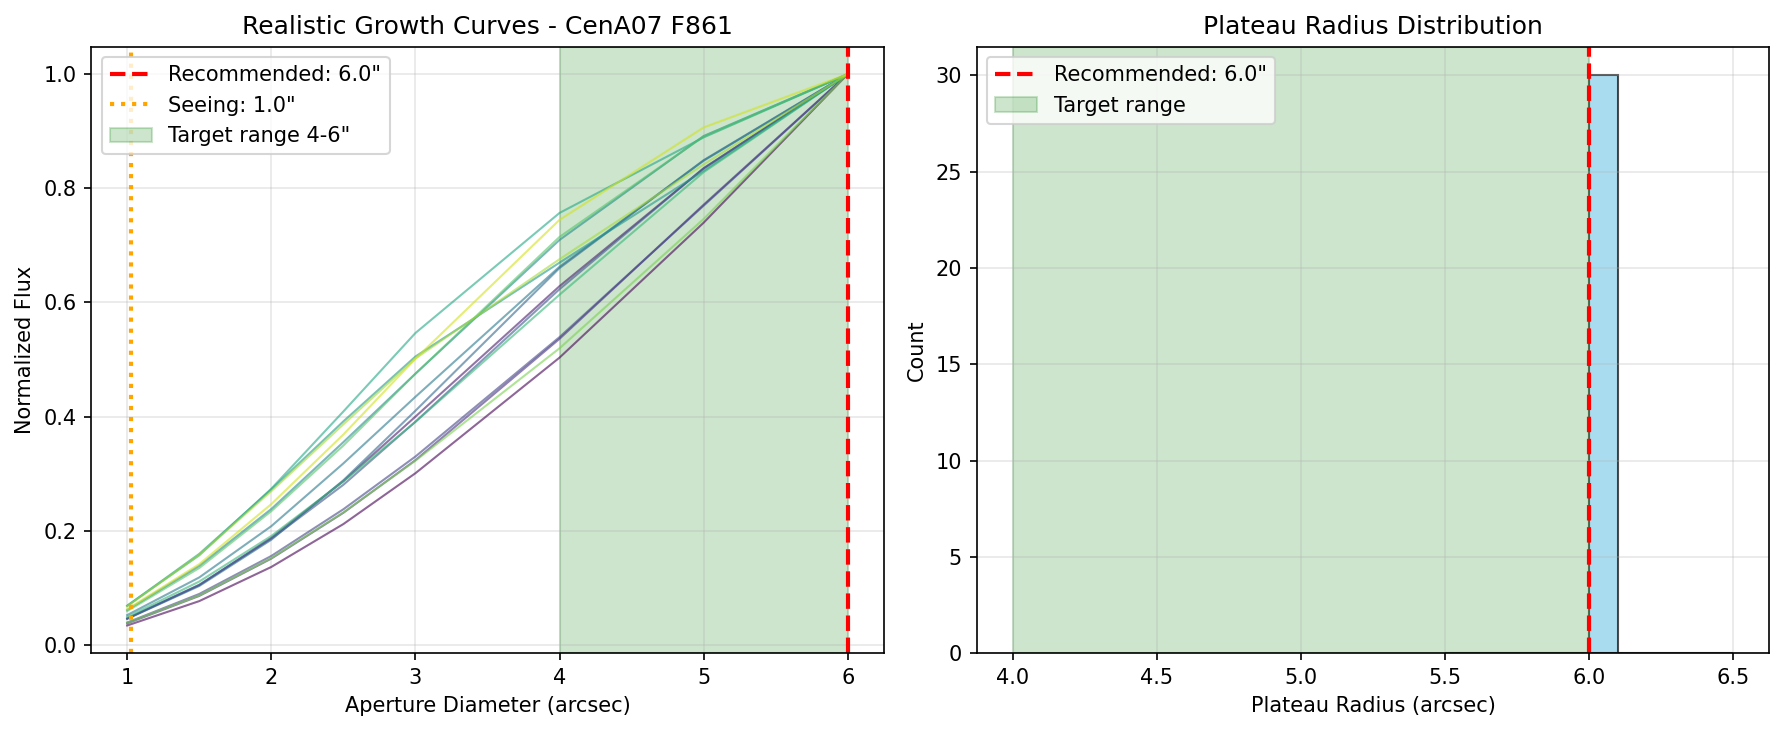 Realistic Growth Curves - CenA07 F861
Recommended: 6.0"
Seeing: 1.0"
Target range 4-6"
Normalized Flux
1.0
0.8
0.6
0.4
0.2
0.0
1 2 3 4 5 6
Aperture Diameter (arcsec)
Plateau Radius Distribution
Recommended: 6.0"
Target range
Count
30
25
20
15
10
5
0
4.0 4.5 5.0 5.5 6.0 6.5
Plateau Radius (arcsec)